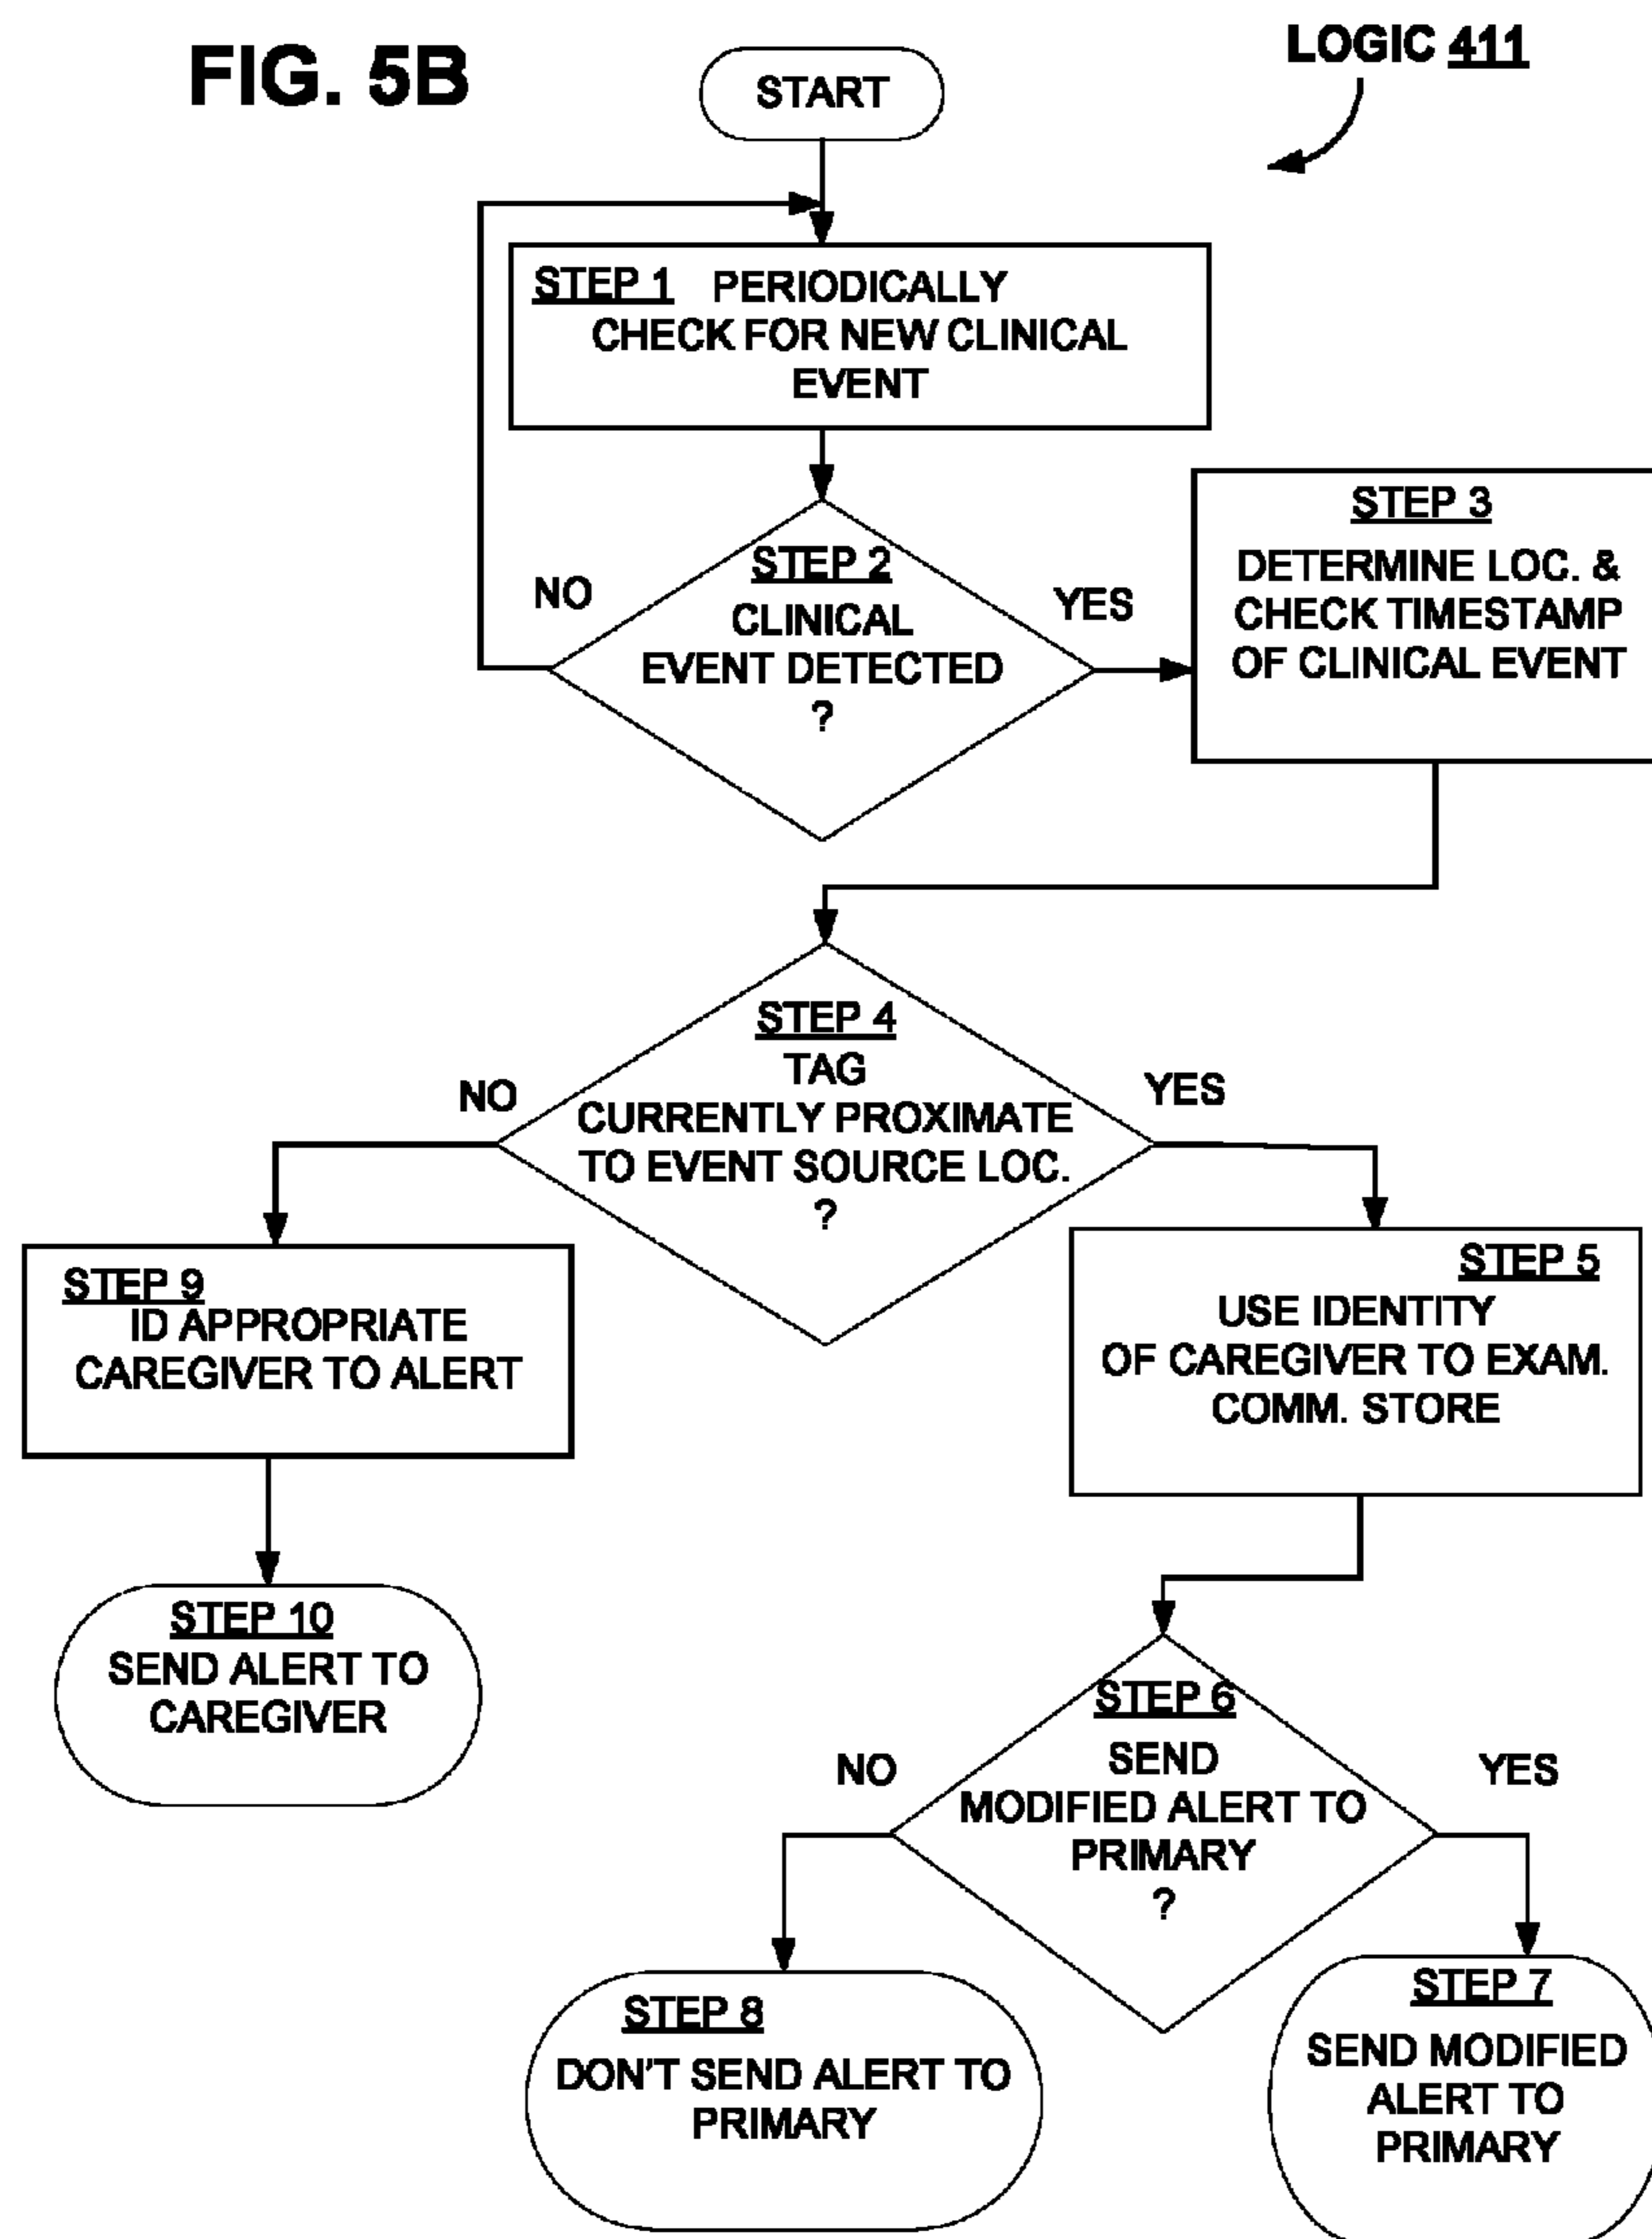 FIG. 5B
LOGIC 411
START
STEP 1 PERIODICALLY
CHECK FOR NEW CLINICAL
EVENT
STEP 2
CLINICAL
EVENT DETECTED
?
NO
YES
STEP 3
DETERMINE LOC. &
CHECK TIMESTAMP
OF CLINICAL EVENT
STEP 4
TAG
CURRENTLY PROXIMATE
TO EVENT SOURCE LOC.
?
NO
YES
STEP 9
ID APPROPRIATE
CAREGIVER TO ALERT
STEP 5
USE IDENTITY
OF CAREGIVER TO EXAM.
COMM. STORE
STEP 10
SEND ALERT TO
CAREGIVER
STEP 6
SEND
MODIFIED ALERT TO
PRIMARY
?
NO
YES
STEP 8
DON'T SEND ALERT TO
PRIMARY
STEP 7
SEND MODIFIED
ALERT TO
PRIMARY